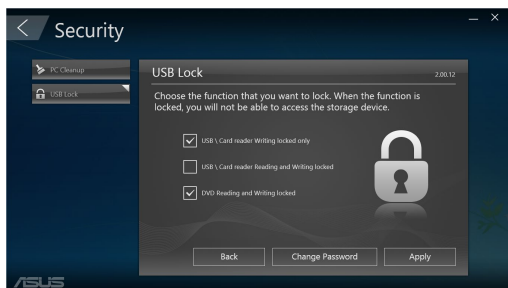 Security
PC Cleanup
USB Lock
USB Lock
2.00.12
Choose the function that you want to lock. When the function is
locked, you will not be able to access the storage device.
USB \ Card reader Writing locked only
USB \ Card reader Reading and Writing locked
DVD Reading and Writing locked
Back
Change Password
Apply
ASUS